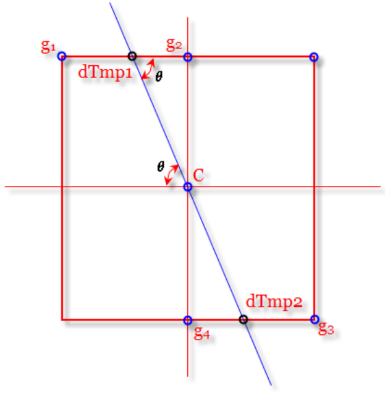 g₁
g₂
dTmp1
θ
θ
C
dTmp2
g₄
g₃